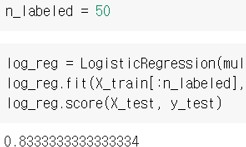 n_labeled = 50
log_reg = LogisticRegression(mul
log_reg.fit(X_train[:n_labeled],
log_reg.score(X_test, y_test)
0.8333333333333334